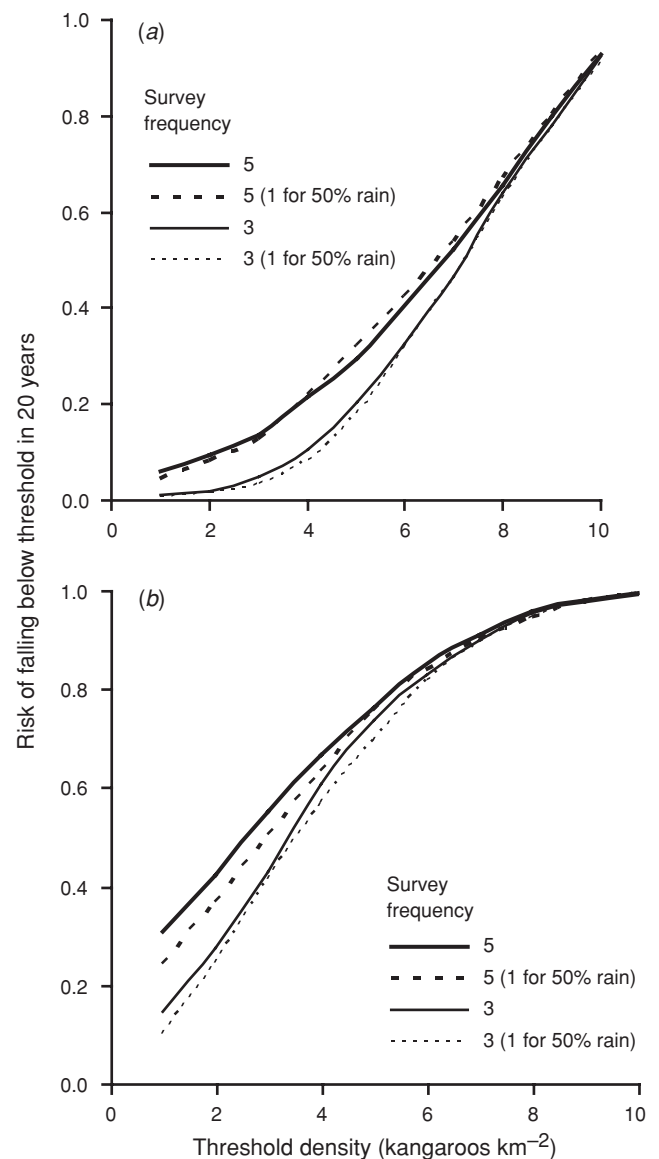 1.0
(a)
Survey
frequency
0.8
5
5 (1 for 50% rain)
0.6
3
3 (1 for 50% rain)
0.4
0.2
0.0
0 2 4 6 8 10
Risk of falling below threshold in 20 years
1.0
(b)
0.8
0.6
Survey
frequency
0.4
5
5 (1 for 50% rain)
0.2
3
3 (1 for 50% rain)
0.0
0 2 4 6 8 10
Threshold density (kangaroos km⁻²)